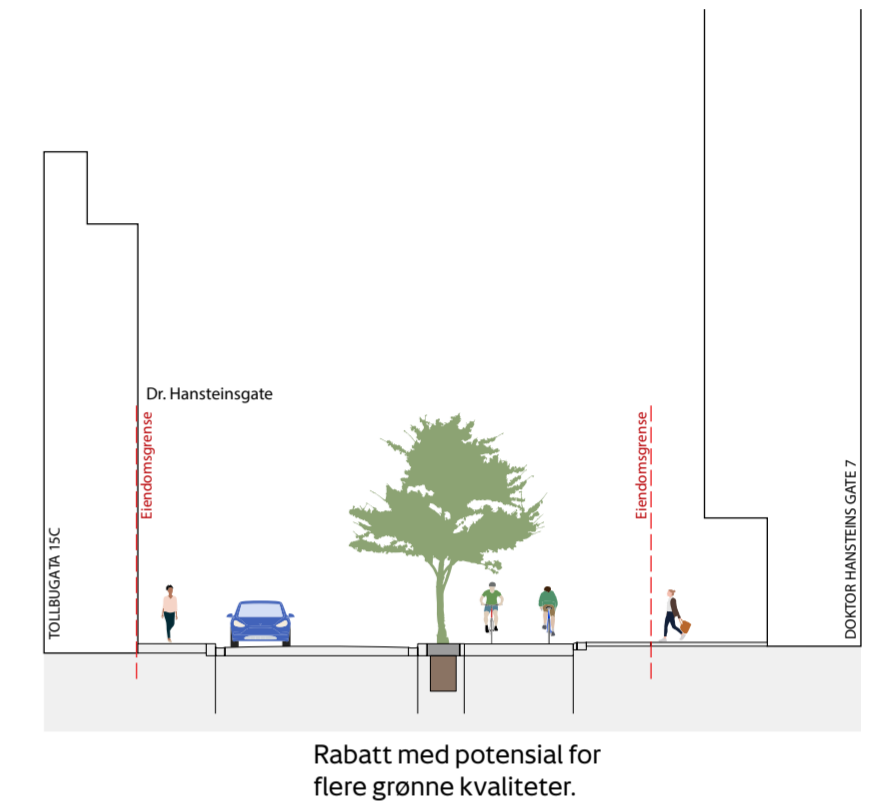 Dr. Hansteinsgate
Eiendomsgrense
Eiendomsgrense
TOLLBUGATA 15C
DOKTOR HANSTEINS GATE 7
Rabatt med potensial for
flere grønne kvaliteter.